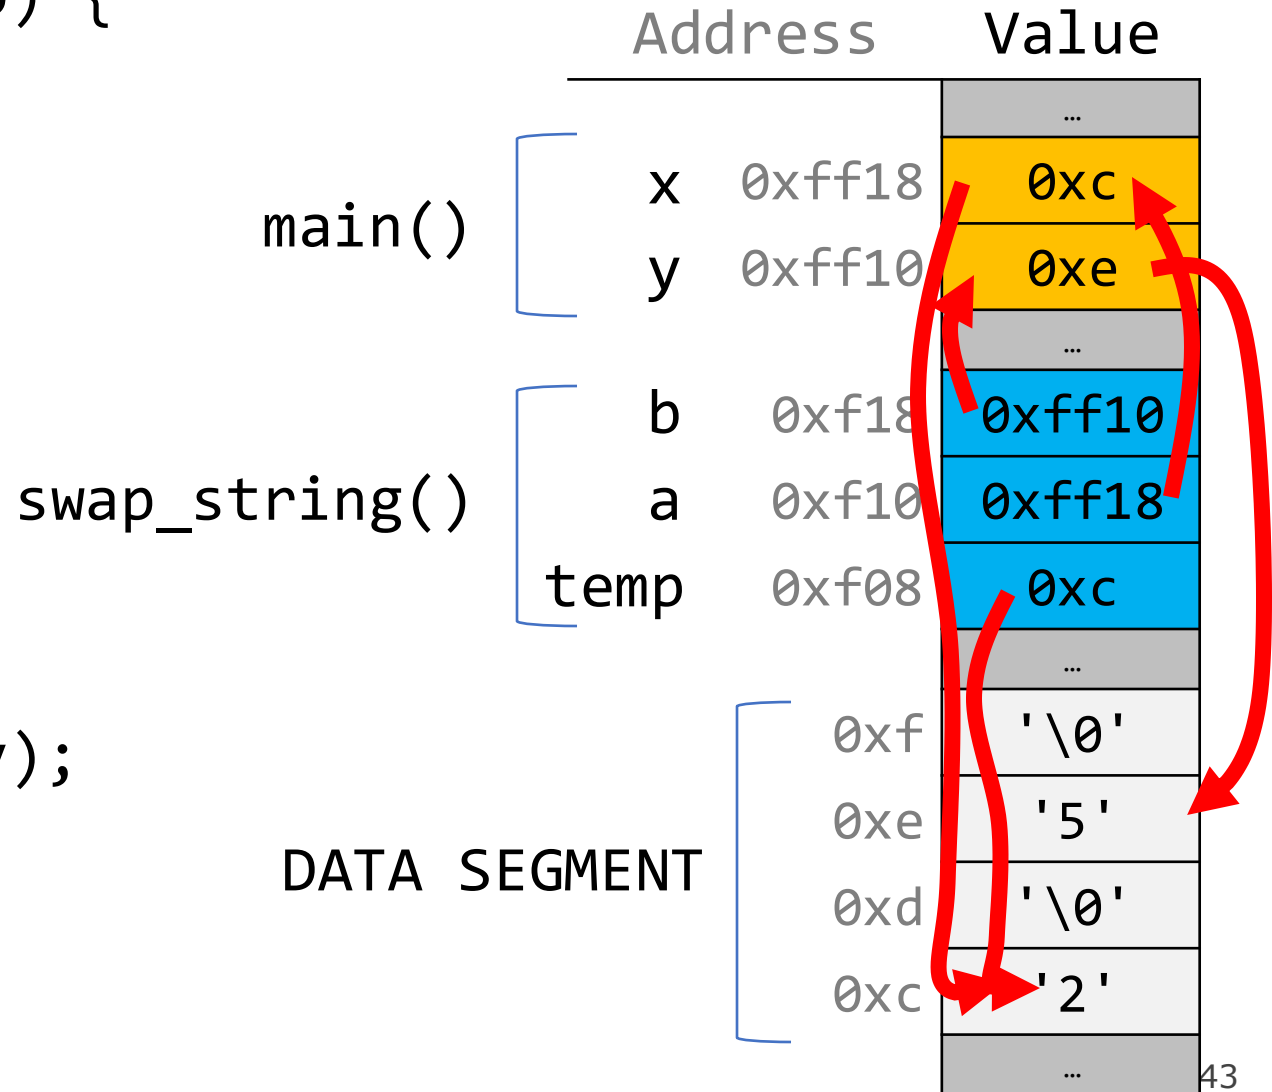 ) {
Address Value
…
main()
x 0xff18 0xc
y 0xff10 0xe
…
swap_string()
b 0xf18 0xff10
a 0xf10 0xff18
temp 0xf08 0xc
…
);
DATA SEGMENT
0xf '\0'
0xe '5'
0xd '\0'
0xc '2'
…
43